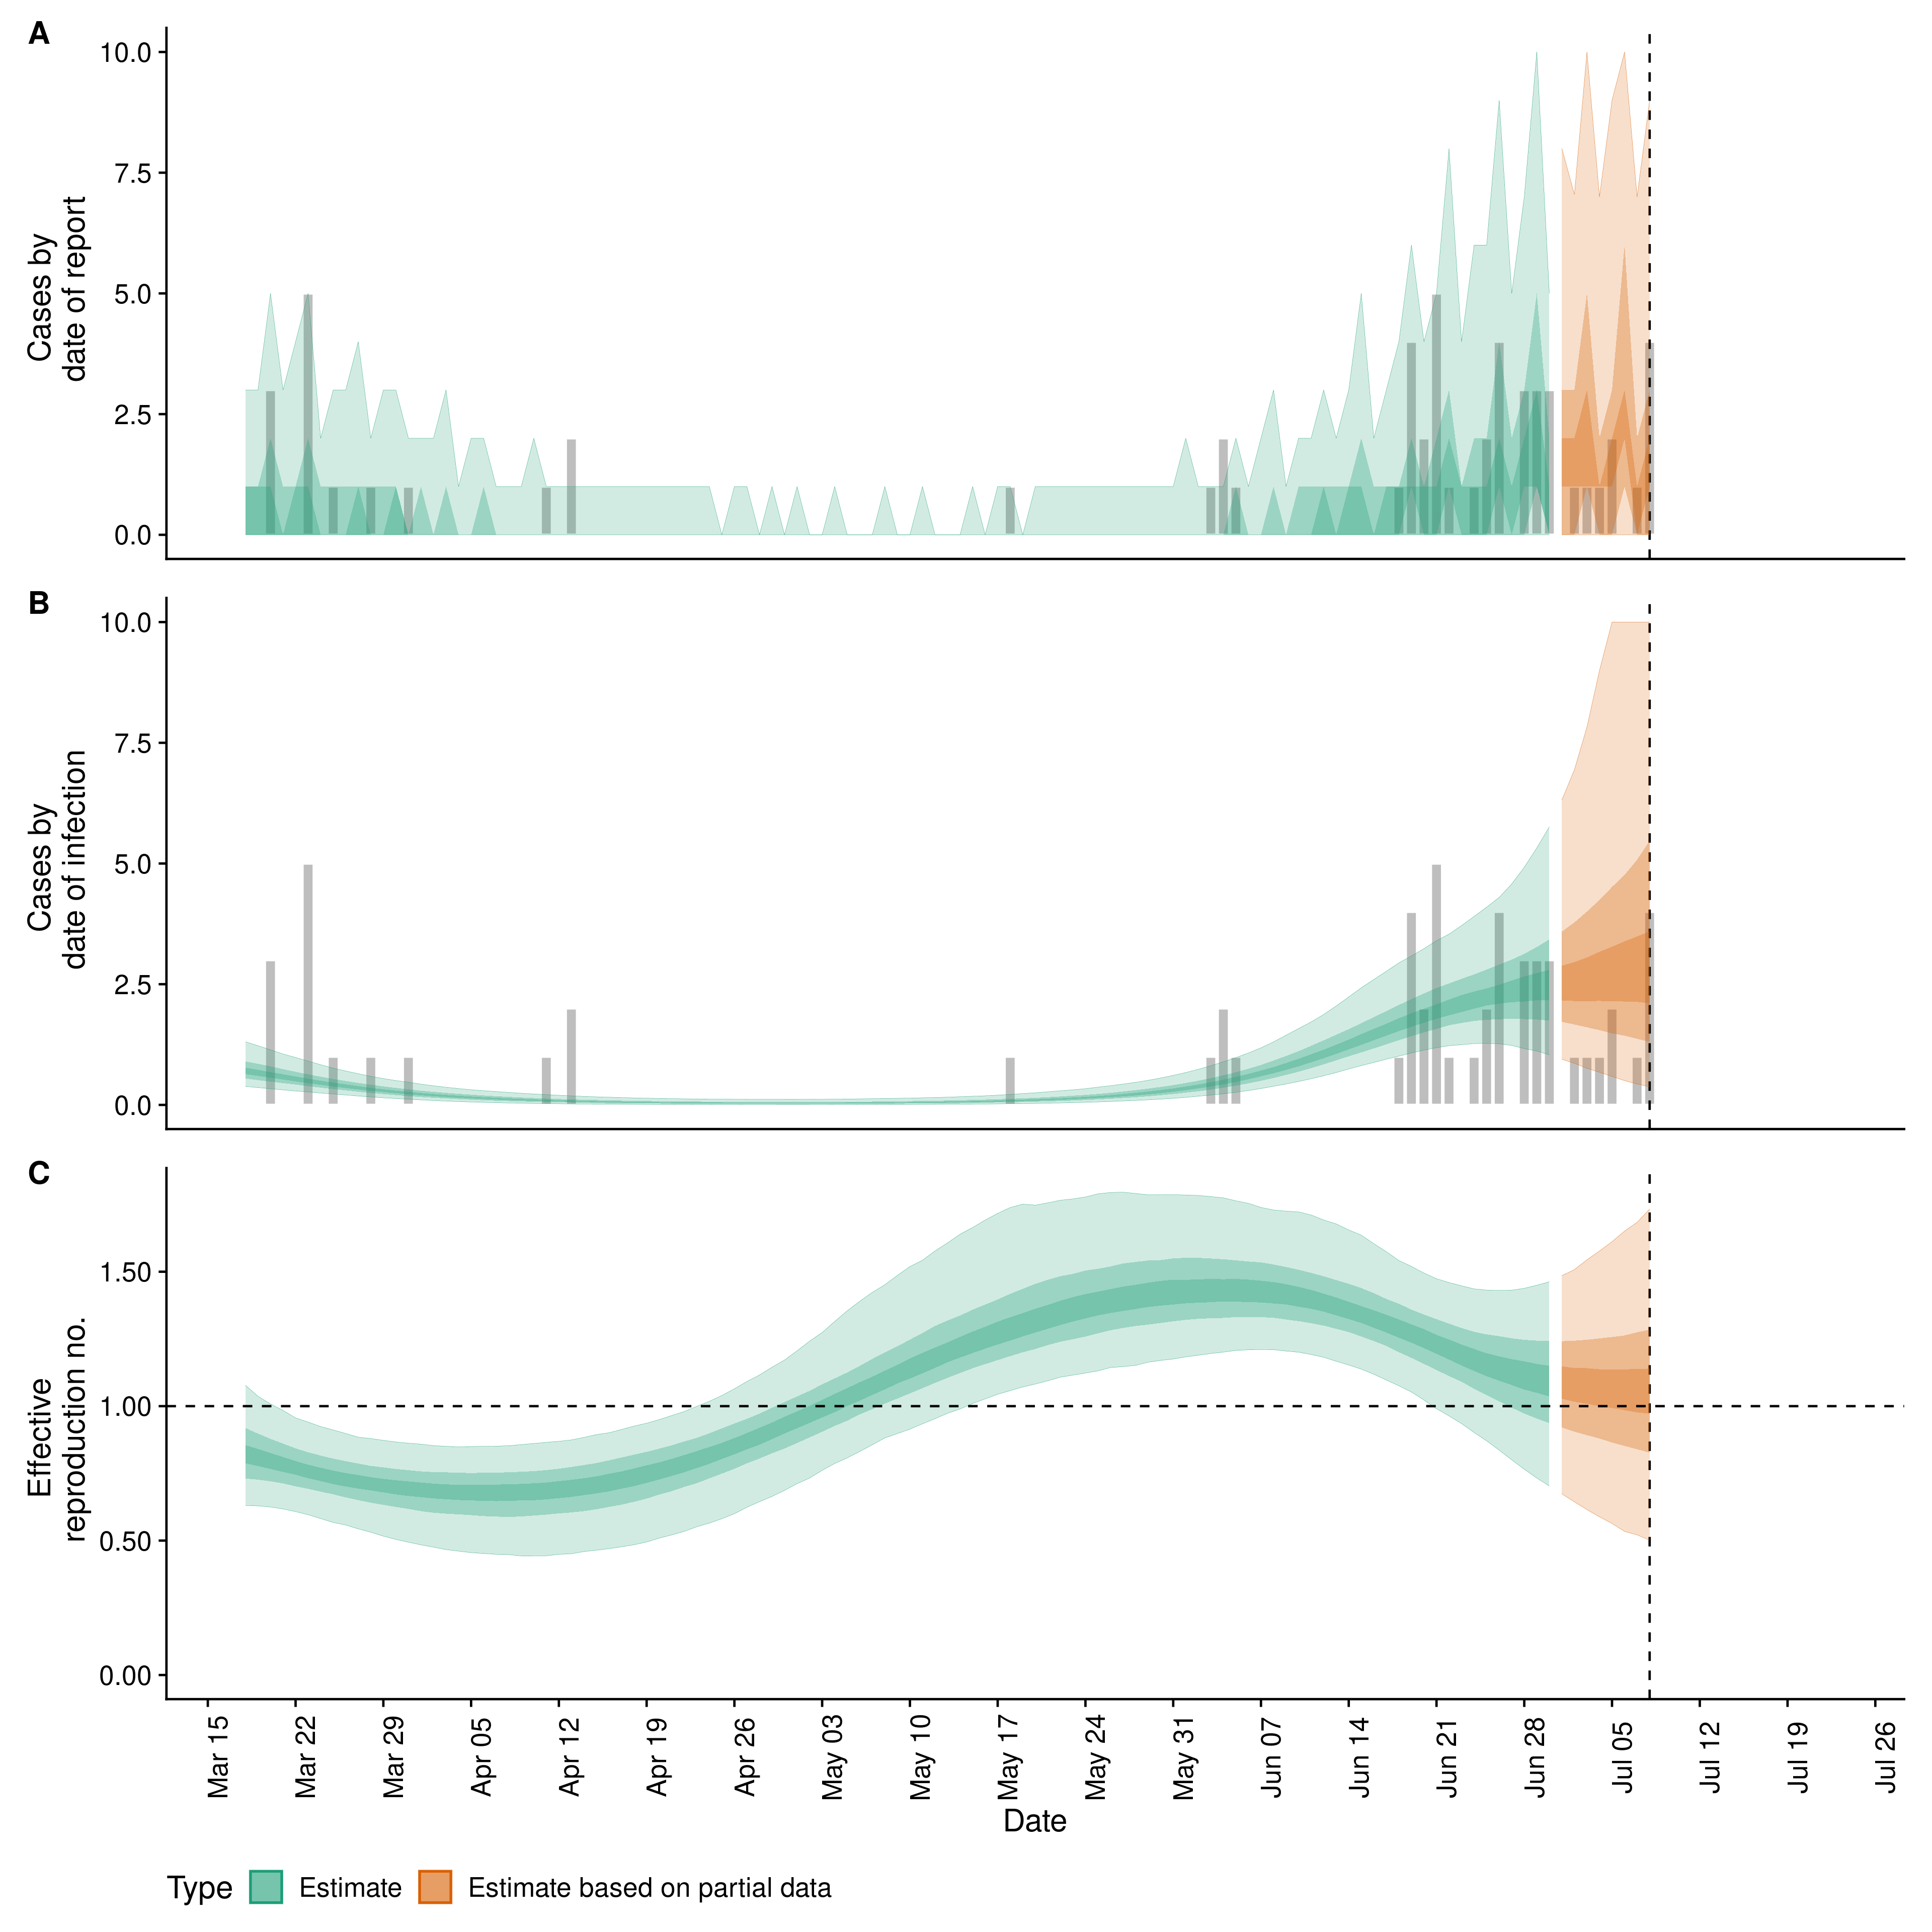 A
10.0
7.5
5.0
2.5
0.0
Cases by
date of report
B
10.0
7.5
5.0
2.5
0.0
Cases by
date of infection
C
1.50
1.00
0.50
0.00
Effective
reproduction no.
Mar 15
Mar 22
Mar 29
Apr 05
Apr 12
Apr 19
Apr 26
May 03
May 10
May 17
May 24
May 31
Jun 07
Jun 14
Jun 21
Jun 28
Jul 05
Jul 12
Jul 19
Jul 26
Date
Type Estimate Estimate based on partial data